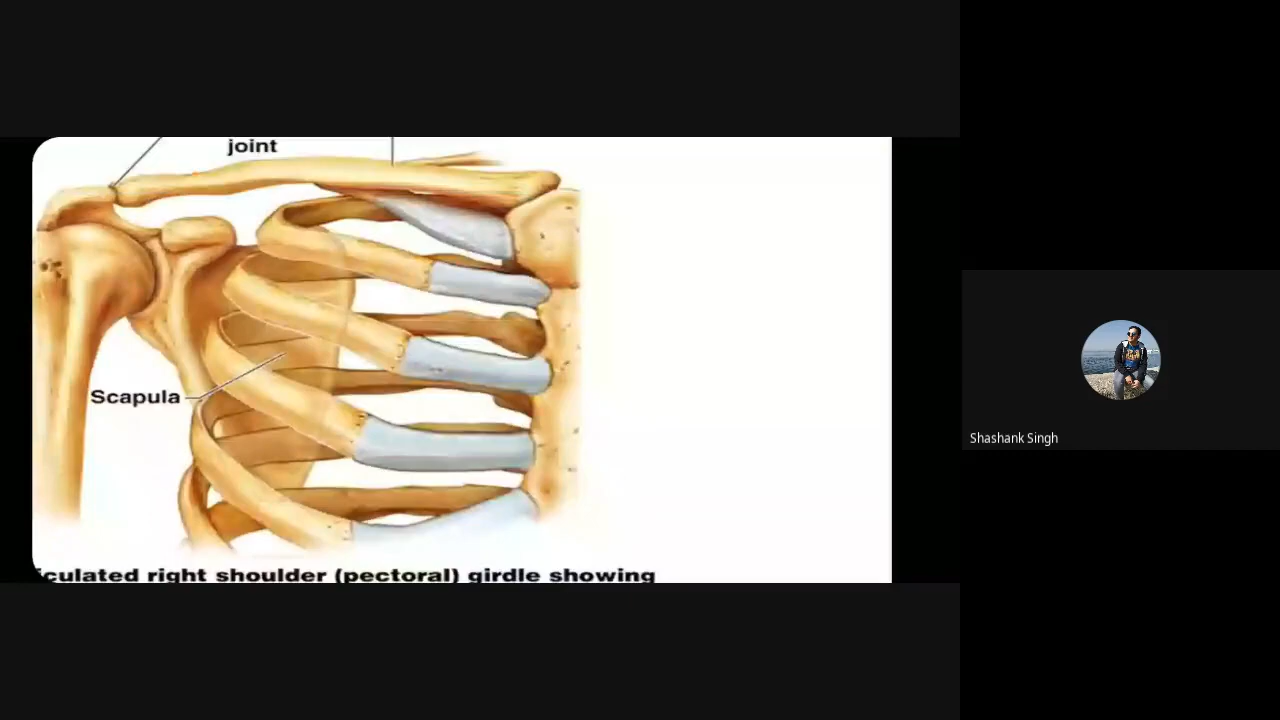 joint
Scapula
iculated right shoulder (pectoral) girdle showing
Shashank Singh